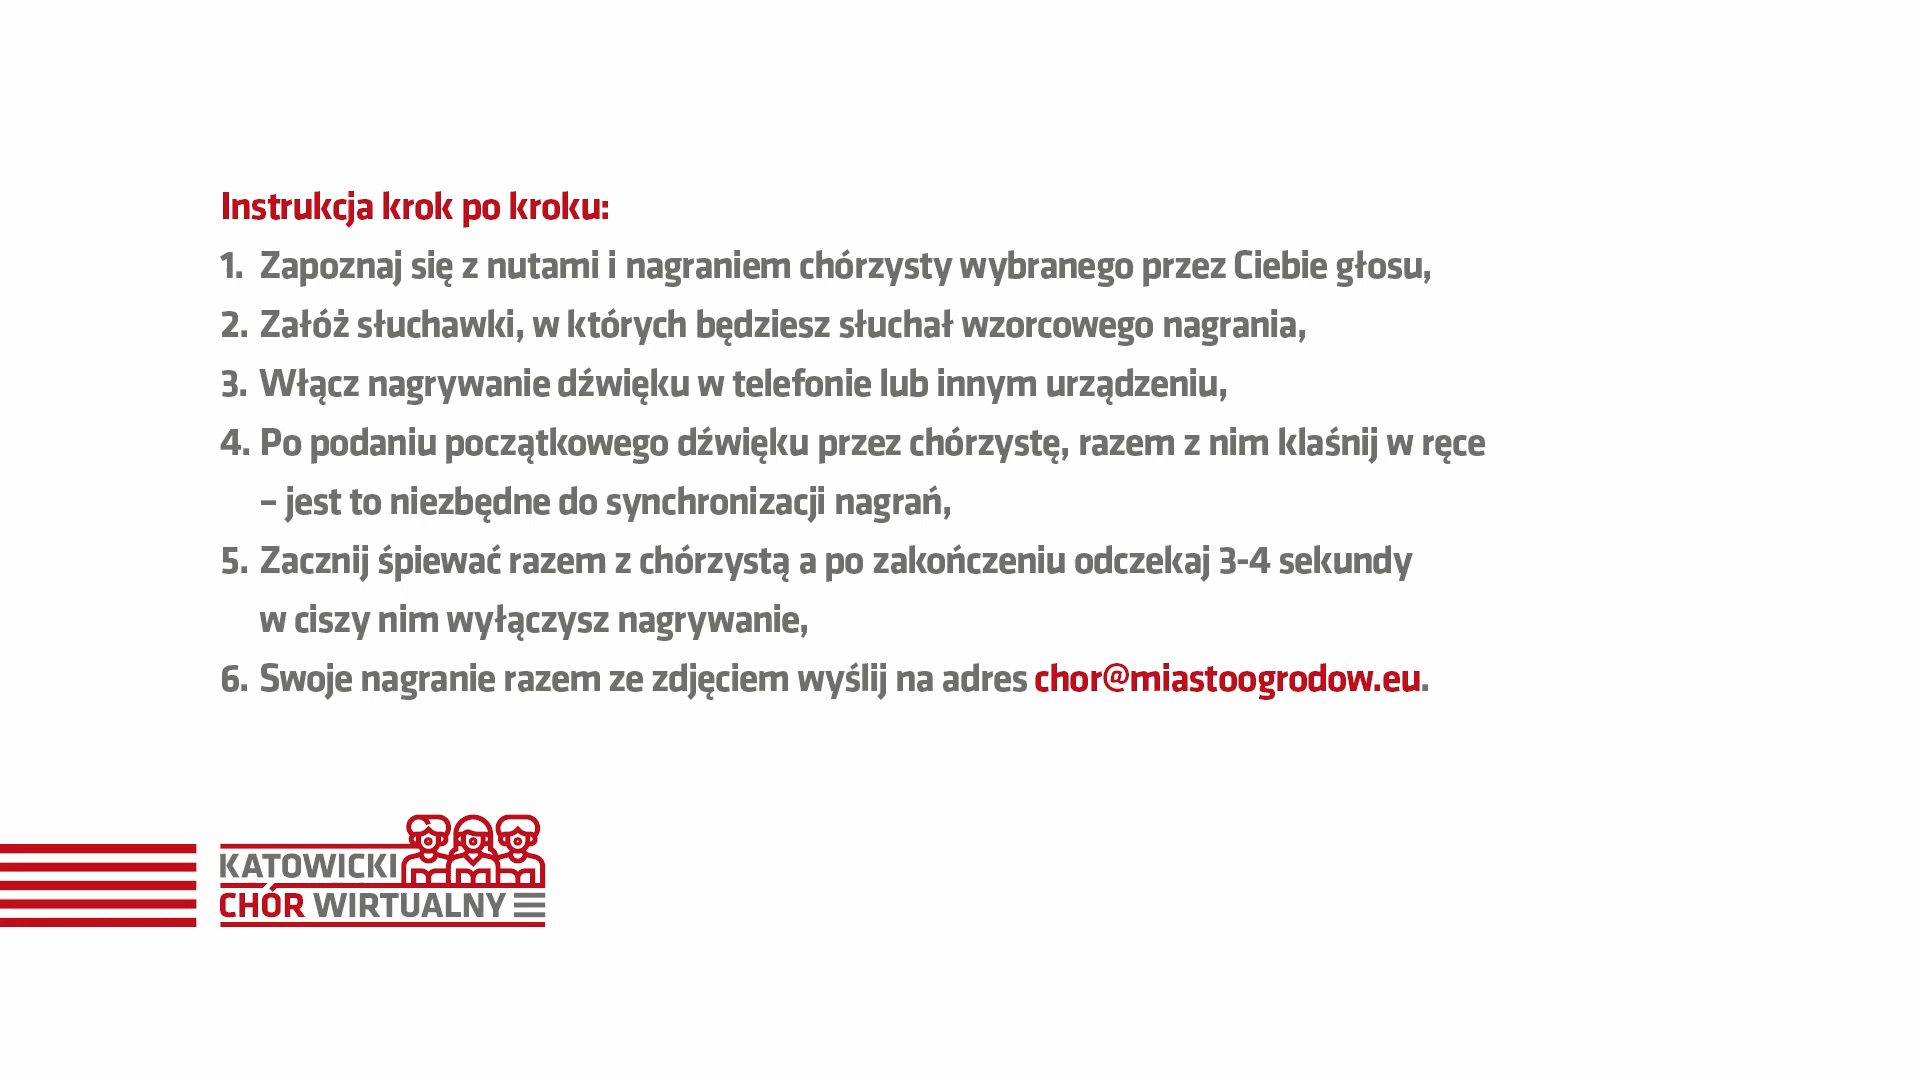 Instrukcja krok po kroku:
1. Zapoznaj się z nutami i nagraniem chórzysty wybranego przez Ciebie głosu,
2. Załóż słuchawki, w których będziesz słuchał wzorcowego nagrania,
3. Włącz nagrywanie dźwięku w telefonie lub innym urządzeniu,
4. Po podaniu początkowego dźwięku przez chórzystę, razem z nim klaśnij w ręce
– jest to niezbędne do synchronizacji nagrań,
5. Zacznij śpiewać razem z chórzystą a po zakończeniu odczekaj 3-4 sekundy
w ciszy nim wyłączysz nagrywanie,
6. Swoje nagranie razem ze zdjęciem wyślij na adres chor@miastoogrodow.eu.
KATOWICKI
CHÓR WIRTUALNY